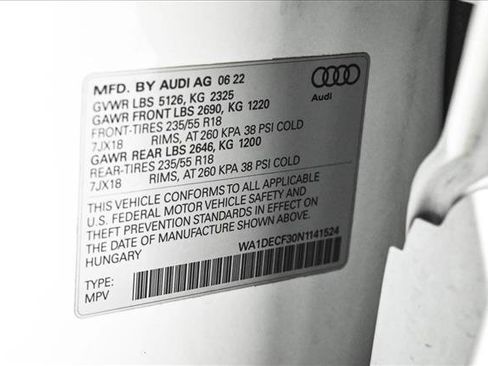 MFD. BY AUDI AG 06 22
GVWR LBS 5126, KG 2325
GAWR FRONT LBS 2690, KG 1220
FRONT-TIRES 235/55 R18
7JX18 RIMS, AT 260 KPA 38 PSI COLD
GAWR REAR LBS 2646, KG 1200
REAR-TIRES 235/55 R18
7JX18 RIMS, AT 260 KPA 38 PSI COLD
Audi
THIS VEHICLE CONFORMS TO ALL APPLICABLE
U.S. FEDERAL MOTOR VEHICLE SAFETY AND
THEFT PREVENTION STANDARDS IN EFFECT ON
THE DATE OF MANUFACTURE SHOWN ABOVE.
HUNGARY WA1DECF30N1141524
TYPE:
MPV